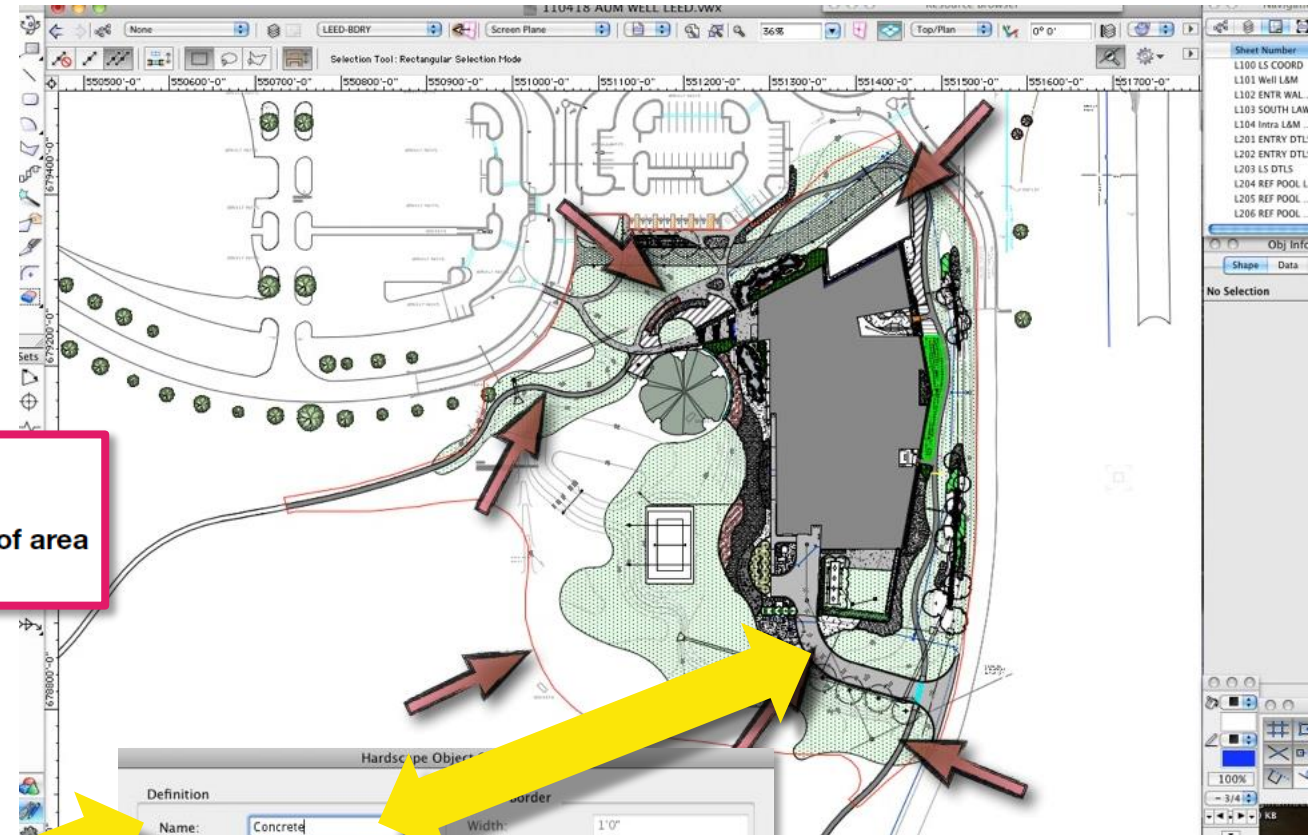 110418 AUM WELL LEED.vwx
Resource Browser
None
LEED-BDRY
Screen Plane
36%
Top/Plan
0° 0'
Selection Tool: Rectangular Selection Mode
550500'-0"
550600'-0"
550700'-0"
550800'-0"
550900'-0"
551000'-0"
551100'-0"
551200'-0"
551300'-0"
551400'-0"
551500'-0"
551600'-0"
551700'-0"
679400'-0"
679200'-0"
678800'-0"
Sheet Number
L100 LS COORD
L101 Well L&M
L102 ENTR WAL...
L103 SOUTH LAW
L104 Intra L&M ...
L201 ENTRY DTLS
L202 ENTRY DTLS
L203 LS DTLS
L204 REF POOL L
L205 REF POOL ...
L206 REF POOL ...
Obj Info
Shape
Data
No Selection
Sets
of area
Hardscape Object
Definition
Border
Name:
Concrete
Width:
1'0"
100%
3/4
KB